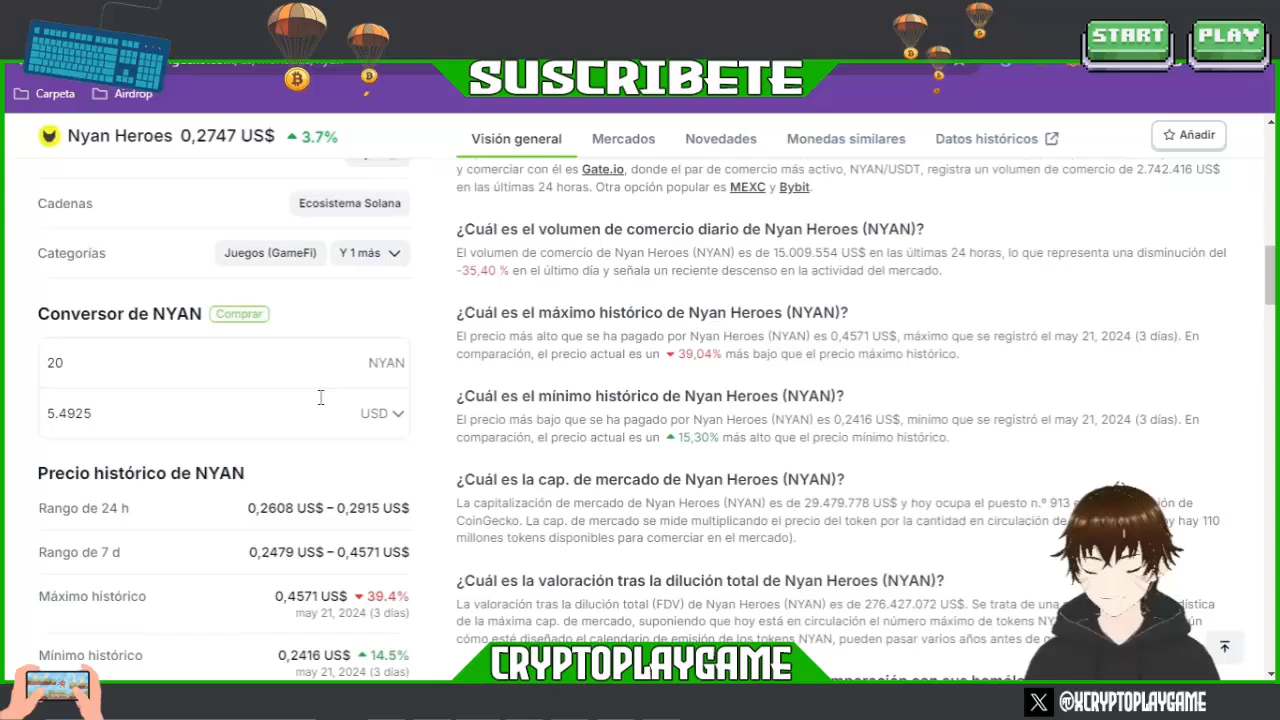 START
PLAY
SUSCRIBETE
Carpeta
Airdrop
Nyan Heroes 0,2747 US$ 3.7%
Visión general
Mercados
Novedades
Monedas similares
Datos históricos
Añadir
Cadenas
Ecosistema Solana
Categorías
Juegos (GameFi)
Y 1 más
Conversor de NYAN
Comprar
20
NYAN
5.4925
USD
Precio histórico de NYAN
Rango de 24 h
0,2608 US$ – 0,2915 US$
Rango de 7 d
0,2479 US$ – 0,4571 US$
Máximo histórico
0,4571 US$ 39.4%
may 21, 2024 (3 días)
Mínimo histórico
0,2416 US$ 14.5%
may 21, 2024 (3 días)
y comerciar con él es Gate.io, donde el par de comercio más activo, NYAN/USDT, registra un volumen de comercio de 2.742.416 US$
en las últimas 24 horas. Otra opción popular es MEXC y Bybit.
¿Cuál es el volumen de comercio diario de Nyan Heroes (NYAN)?
El volumen de comercio de Nyan Heroes (NYAN) es de 15.009.554 US$ en las últimas 24 horas, lo que representa una disminución del
-35,40 % en el último día y señala un reciente descenso en la actividad del mercado.
¿Cuál es el máximo histórico de Nyan Heroes (NYAN)?
El precio más alto que se ha pagado por Nyan Heroes (NYAN) es 0,4571 US$, máximo que se registró el may 21, 2024 (3 días). En
comparación, el precio actual es un 39,04% más bajo que el precio máximo histórico.
¿Cuál es el mínimo histórico de Nyan Heroes (NYAN)?
El precio más bajo que se ha pagado por Nyan Heroes (NYAN) es 0,2416 US$, mínimo que se registró el may 21, 2024 (3 días). En
comparación, el precio actual es un 15,30% más alto que el precio mínimo histórico.
¿Cuál es la cap. de mercado de Nyan Heroes (NYAN)?
La capitalización de mercado de Nyan Heroes (NYAN) es de 29.479.778 US$ y hoy ocupa el puesto n.º 913 de
CoinGecko. La cap. de mercado se mide multiplicando el precio del token por la cantidad en circulación de hay 110
millones tokens disponibles para comerciar en el mercado).
¿Cuál es la valoración tras la dilución total de Nyan Heroes (NYAN)?
La valoración tras la dilución total (FDV) de Nyan Heroes (NYAN) es de 276.427.072 US$. Se trata de una
de la máxima cap. de mercado, suponiendo que hoy está en circulación el número máximo de tokens
cómo esté diseñado el calendario de emisión de los tokens NYAN, pueden pasar varios años antes de
CRYPTOPLAYGAME
X @XCRYPTOPLAYGAME